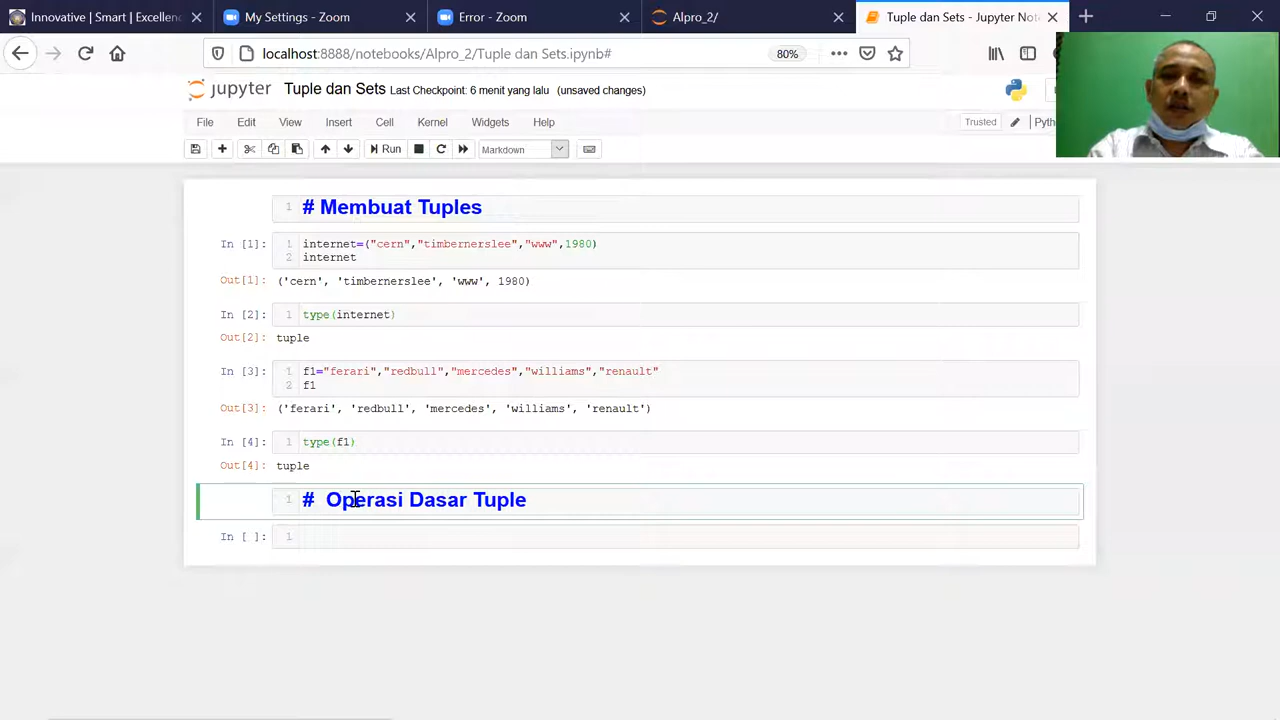 Innovative | Smart | Excellen
My Settings - Zoom
Error - Zoom
Alpro_2/
Tuple dan Sets - Jupyter Not
localhost:8888/notebooks/Alpro_2/Tuple dan Sets.ipynb#
80%
jupyter
Tuple dan Sets Last Checkpoint: 6 menit yang lalu (unsaved changes)
File Edit View Insert Cell Kernel Widgets Help
Trusted
Pyth
Run
Markdown
1 # Membuat Tuples
In [1]: 1 internet=("cern","timbernerslee","www",1980)
2 internet
Out[1]: ('cern', 'timbernerslee', 'www', 1980)
In [2]: 1 type(internet)
Out[2]: tuple
In [3]: 1 f1="ferari","redbull","mercedes","williams","renault"
2 f1
Out[3]: ('ferari', 'redbull', 'mercedes', 'williams', 'renault')
In [4]: 1 type(f1)
Out[4]: tuple
1 # Operasi Dasar Tuple
In [ ]: 1